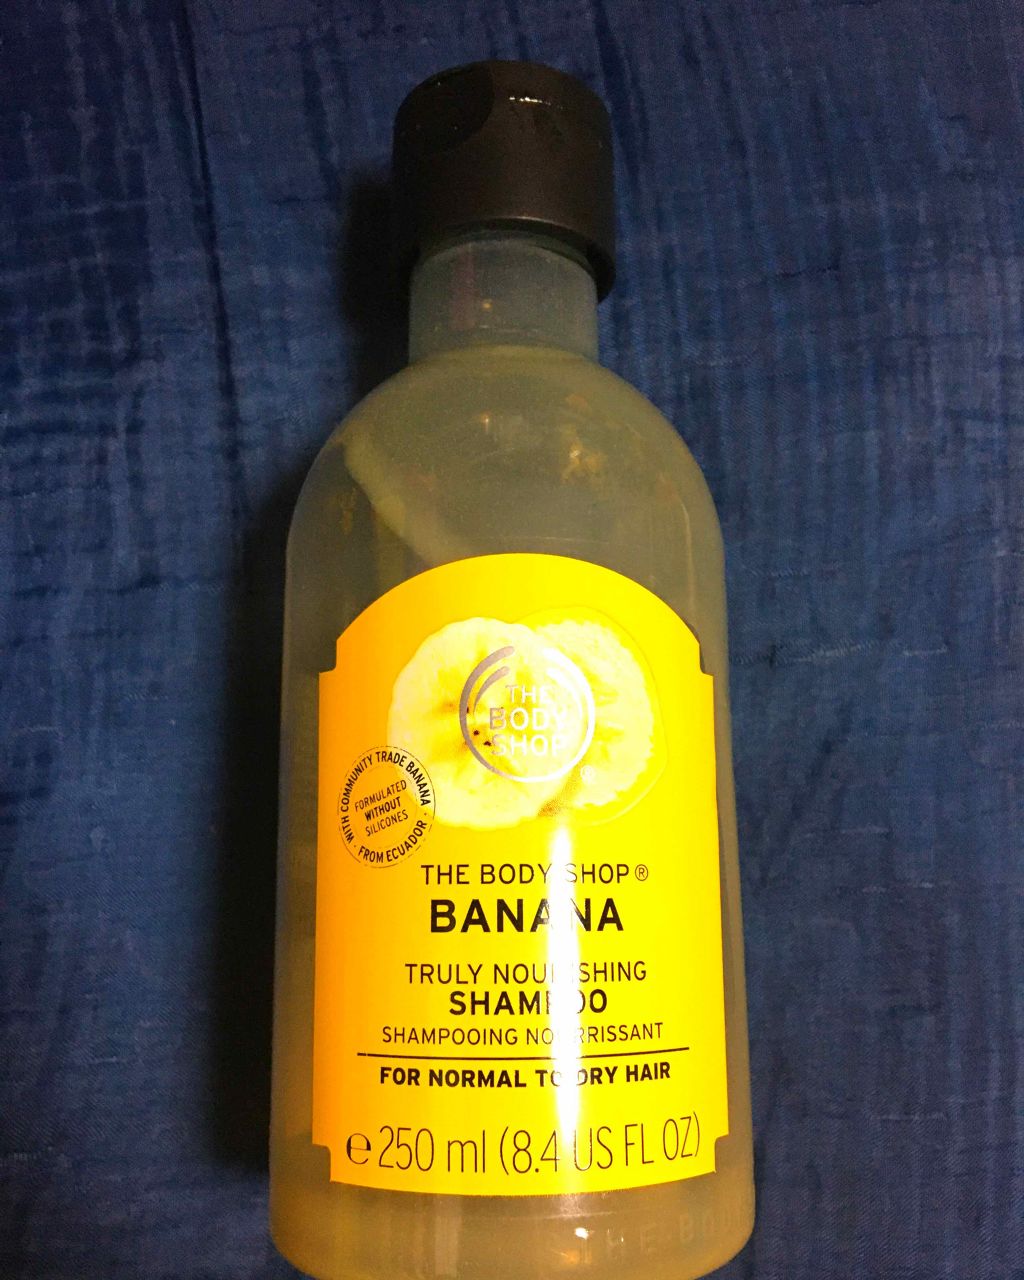 THE
BODY
SHOP
®
WITH COMMUNITY TRADE BANANA
FORMULATED
WITHOUT
SILICONES
· FROM ECUADOR ·
THE BODY SHOP®
BANANA
TRULY NOURISHING
SHAMPOO
SHAMPOOING NOURRISSANT
FOR NORMAL TO DRY HAIR
e 250 ml (8.4 US FL OZ)